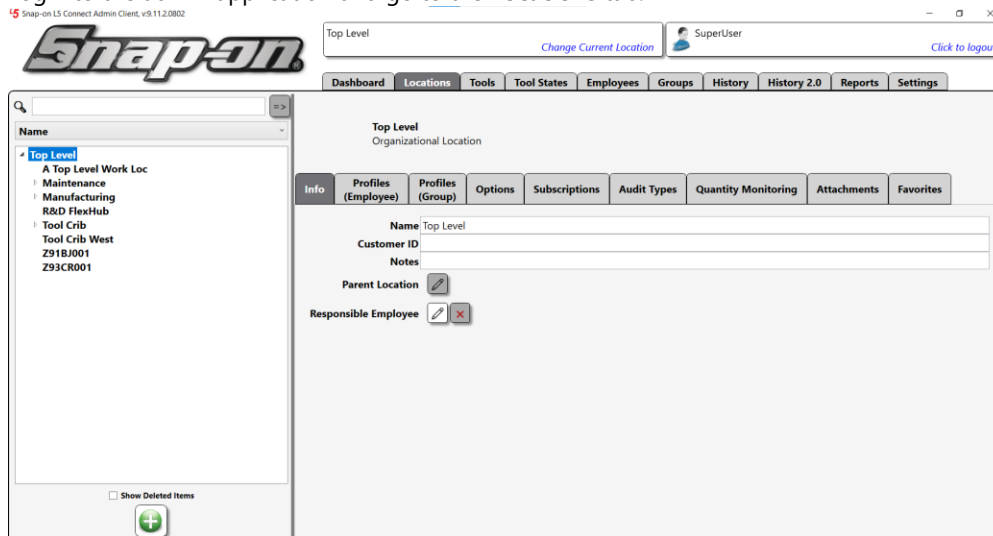 Snap-on L5 Connect Admin Client, v:9.11.2.0802
Snap-on
Top Level
Change Current Location
SuperUser
Click to logou
Dashboard Locations Tools Tool States Employees Groups History History 2.0 Reports Settings
=>
Name
Top Level
A Top Level Work Loc
Maintenance
Manufacturing
R&D FlexHub
Tool Crib
Tool Crib West
Z91BJ001
Z93CR001
Show Deleted Items
Top Level
Organizational Location
Info Profiles (Employee) Profiles (Group) Options Subscriptions Audit Types Quantity Monitoring Attachments Favorites
Name Top Level
Customer ID
Notes
Parent Location
Responsible Employee